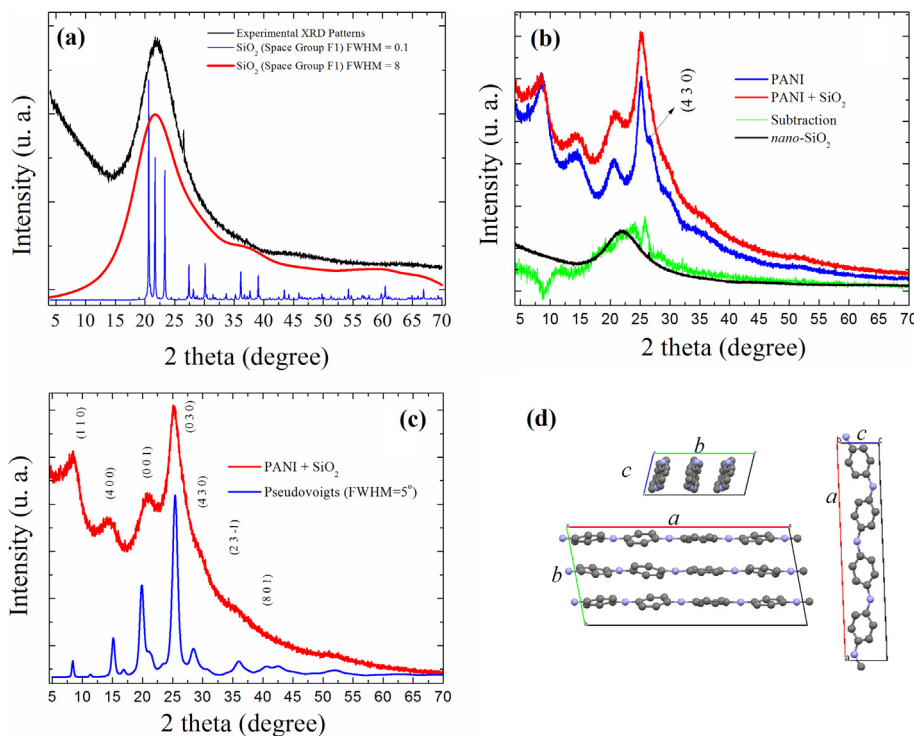 (a)
Experimental XRD Patterns
SiO2 (Space Group F1) FWHM = 0.1
SiO2 (Space Group F1) FWHM = 8
Intensity (u. a.)
5 10 15 20 25 30 35 40 45 50 55 60 65 70
2 theta (degree)
(b)
PANI
PANI + SiO2
Subtraction
nano-SiO2
(4 3 0)
Intensity (u. a.)
5 10 15 20 25 30 35 40 45 50 55 60 65 70
2 theta (degree)
(c)
(1 1 0)
(4 0 0)
(0 0 1)
(0 3 0)
(4 3 0)
(2 3 -1)
(8 0 1)
PANI + SiO2
Pseudovoigts (FWHM=5º)
Intensity (u. a.)
5 10 15 20 25 30 35 40 45 50 55 60 65 70
2 theta (degree)
(d)
b
c
a
b
c
a